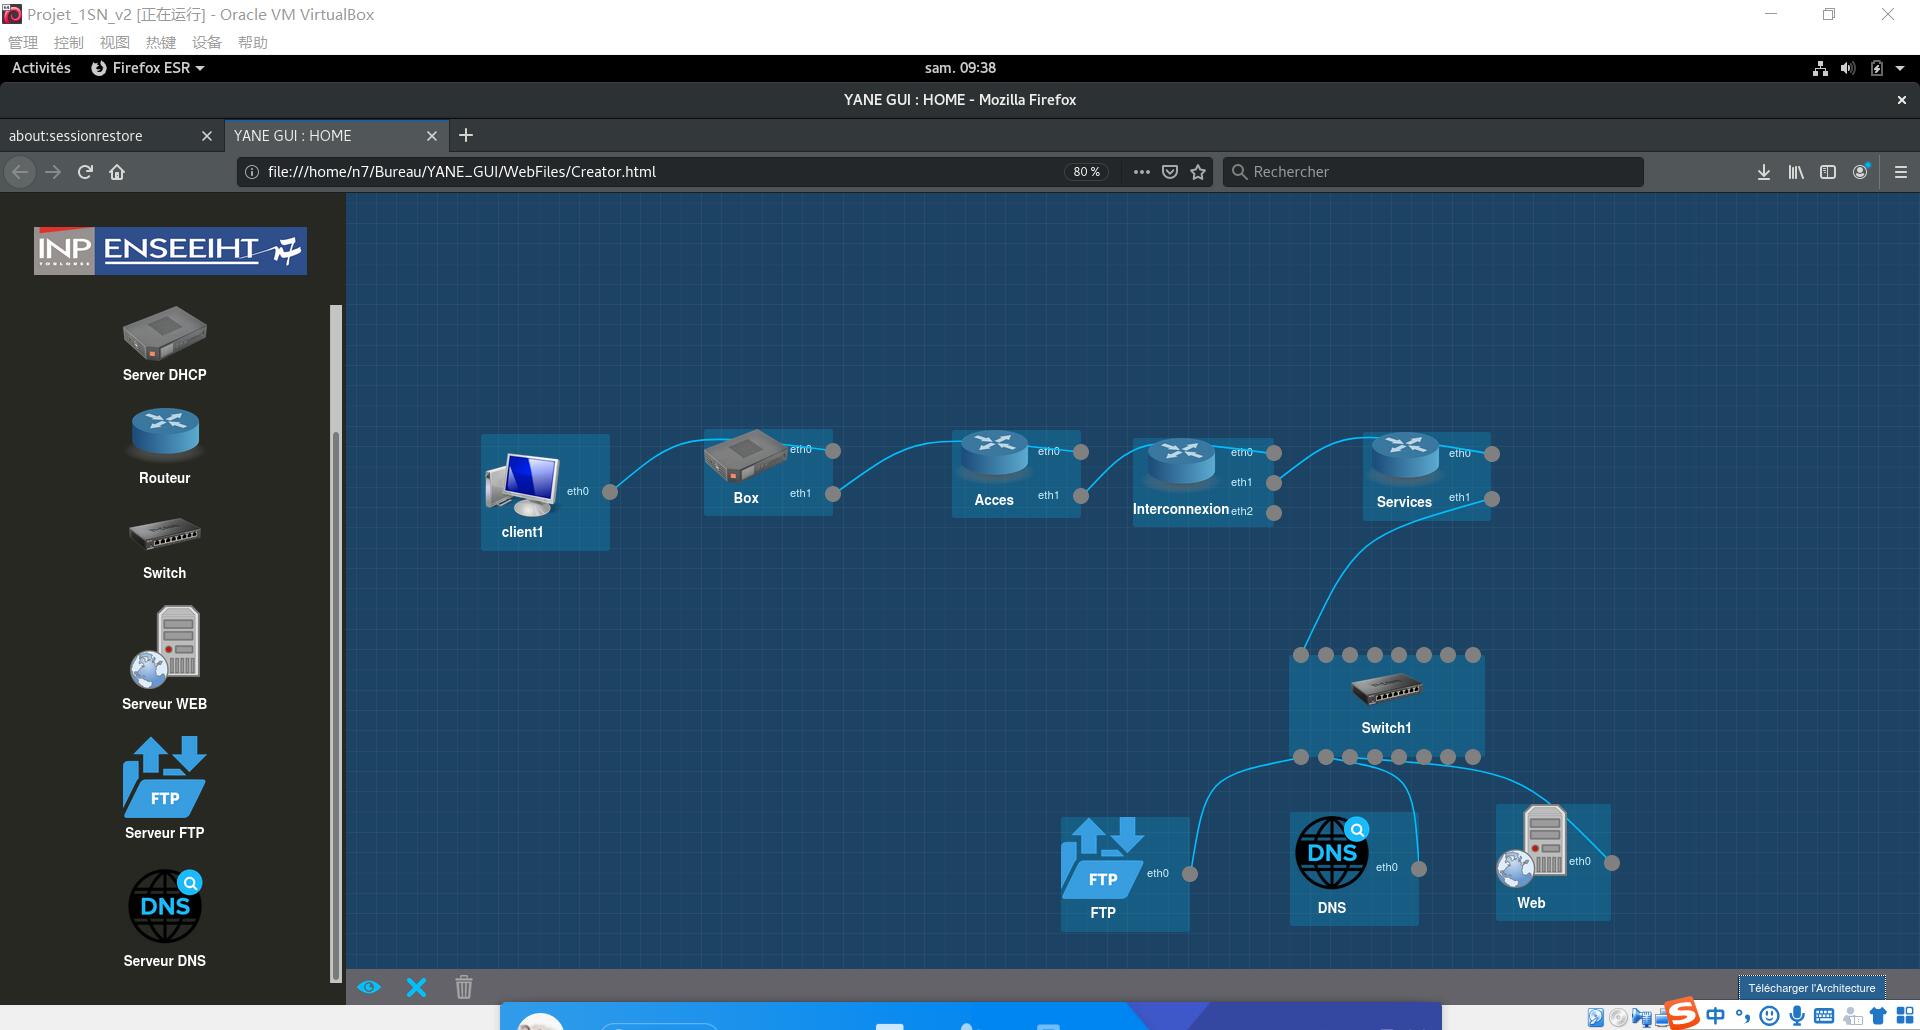 Projet_1SN_v2 [正在运行] - Oracle VM VirtualBox
管理 控制 视图 热键 设备 帮助
Activités Firefox ESR sam. 09:38
YANE GUI : HOME - Mozilla Firefox
about:sessionrestore YANE GUI : HOME
file:///home/n7/Bureau/YANE_GUI/WebFiles/Creator.html 80 % Rechercher
INP ENSEEIHT
TOULOUSE
Server DHCP
Routeur
Switch
Serveur WEB
FTP
Serveur FTP
DNS
Serveur DNS
eth0
client1
eth0
eth1
Box
eth0
eth1
Acces
eth0
eth1
eth2
Interconnexion
eth0
eth1
Services
Switch1
eth0
FTP
FTP
DNS
eth0
DNS
eth0
Web
Télécharger l'Architecture
中